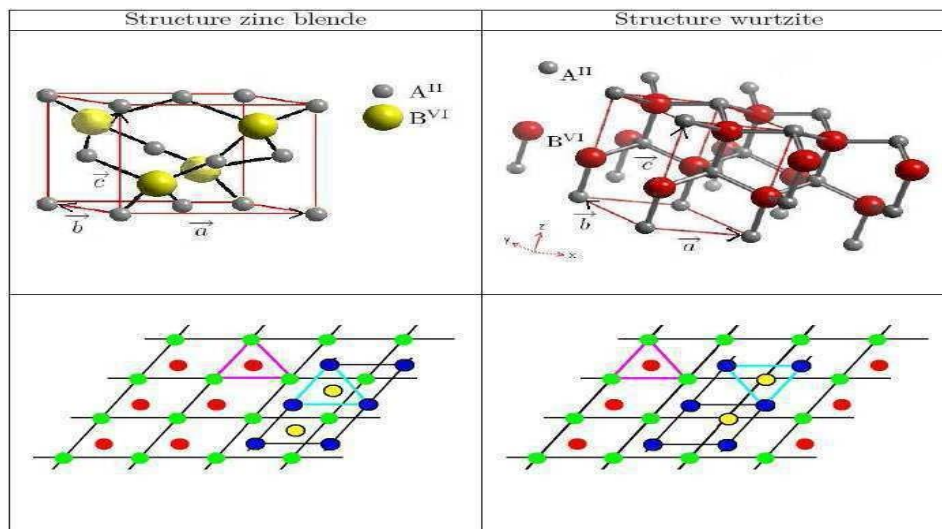 Structure zinc blende
Structure wurtzite
A^II
B^VI
c
b
a
A^II
B^VI
c
b
a
Y
Z
X